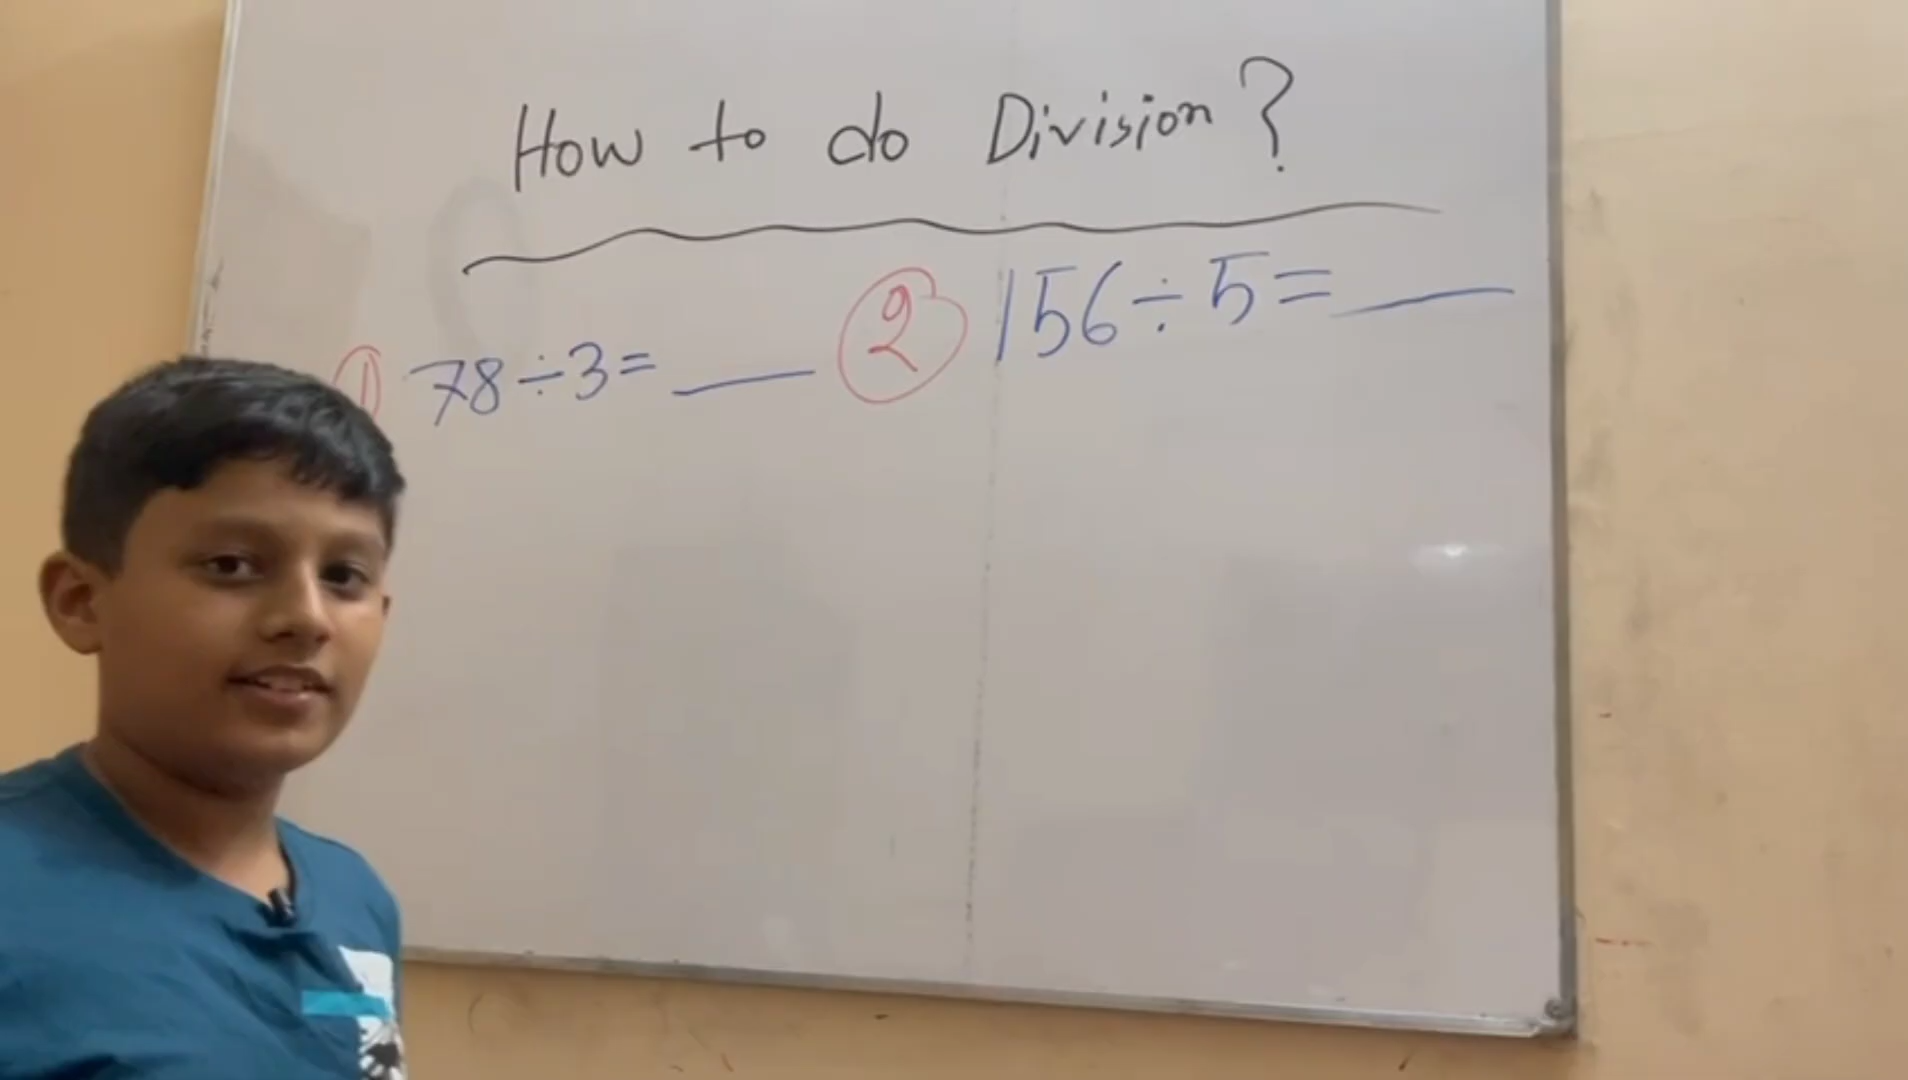 How to do Division?
① 78÷3= ___
② 156÷5= ___